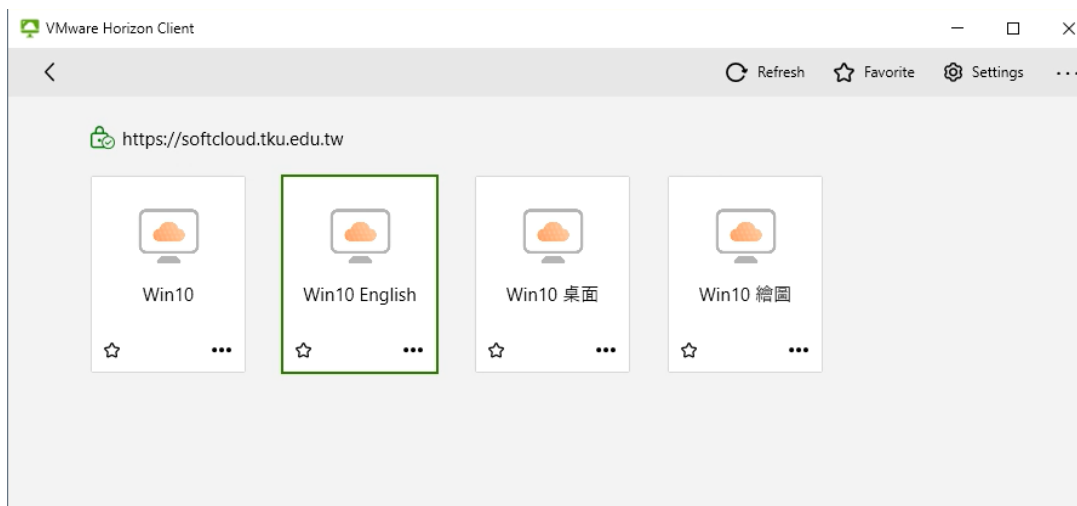 VMware Horizon Client
Refresh Favorite Settings
https://softcloud.tku.edu.tw
Win10
Win10 English
Win10 桌面
Win10 繪圖